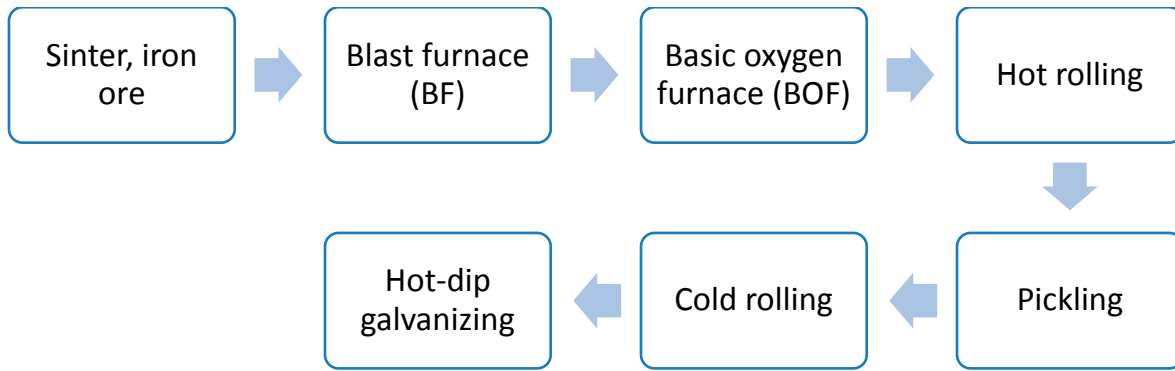 Sinter, iron
ore
Blast furnace
(BF)
Basic oxygen
furnace (BOF)
Hot rolling
Pickling
Cold rolling
Hot-dip
galvanizing